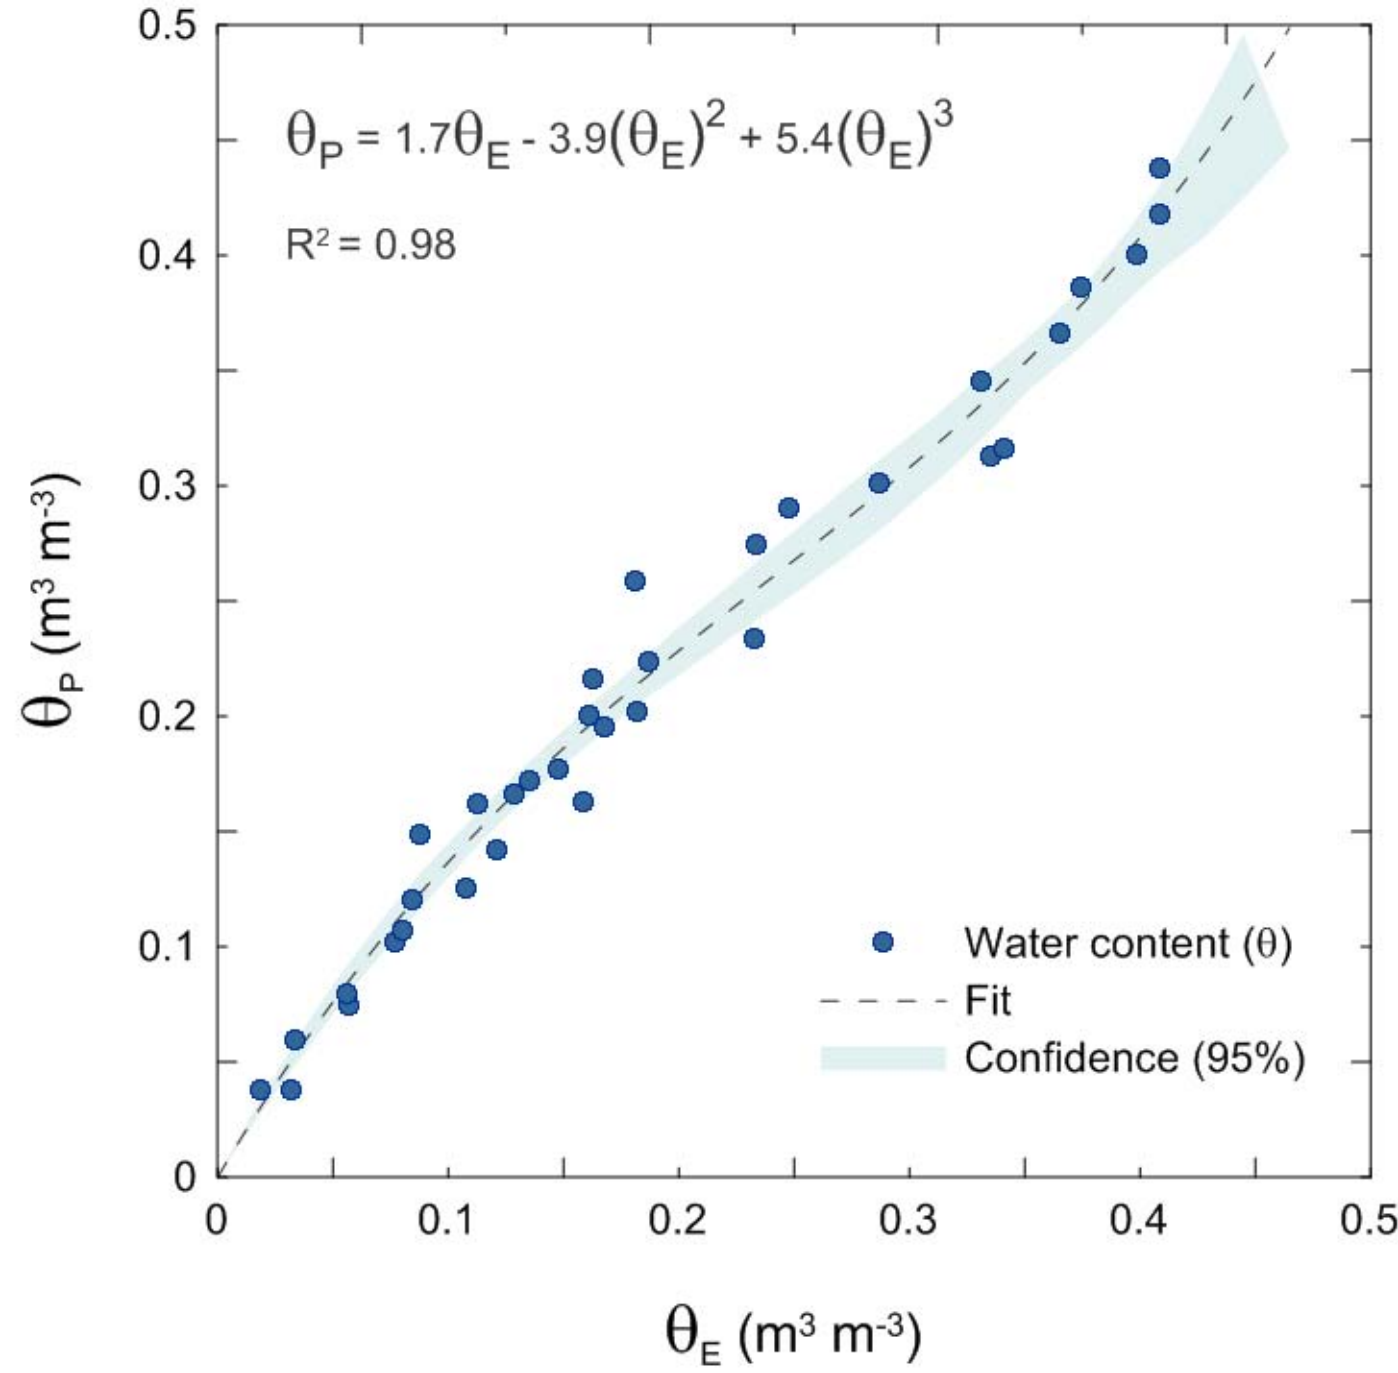 0.5
θP = 1.7θE - 3.9(θE)² + 5.4(θE)³
R² = 0.98
0.4
0.3
θP (m³ m⁻³)
0.2
0.1
Water content (θ)
Fit
Confidence (95%)
0
0 0.1 0.2 0.3 0.4 0.5
θE (m³ m⁻³)